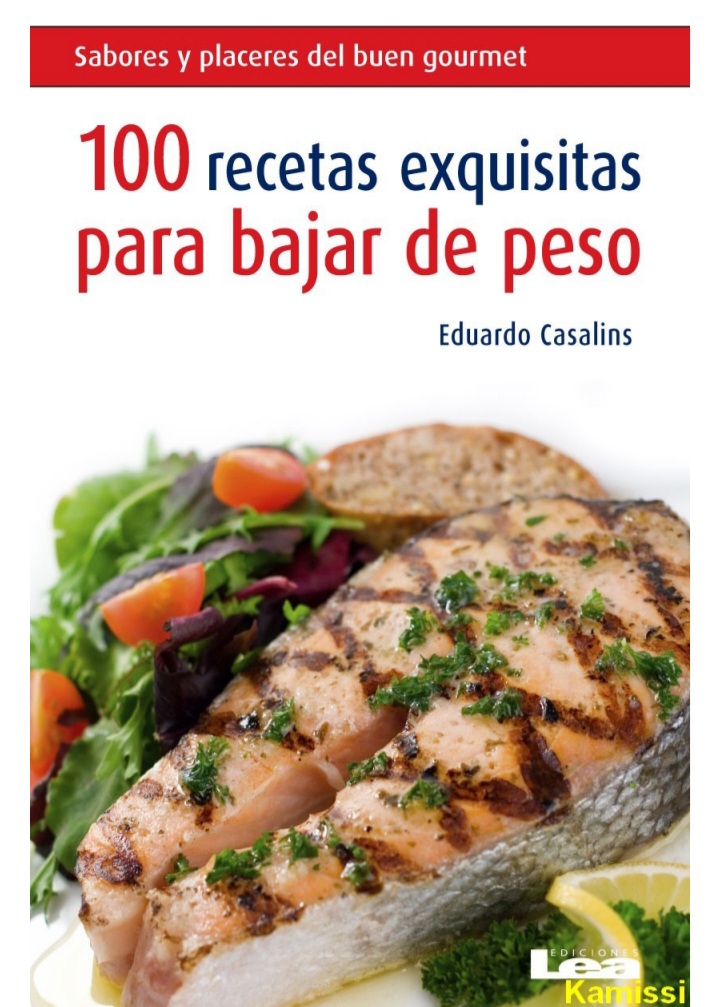 Sabores y placeres del buen gourmet
100 recetas exquisitas
para bajar de peso
Eduardo Casalins
EDICIONES
Lea
Kamissi